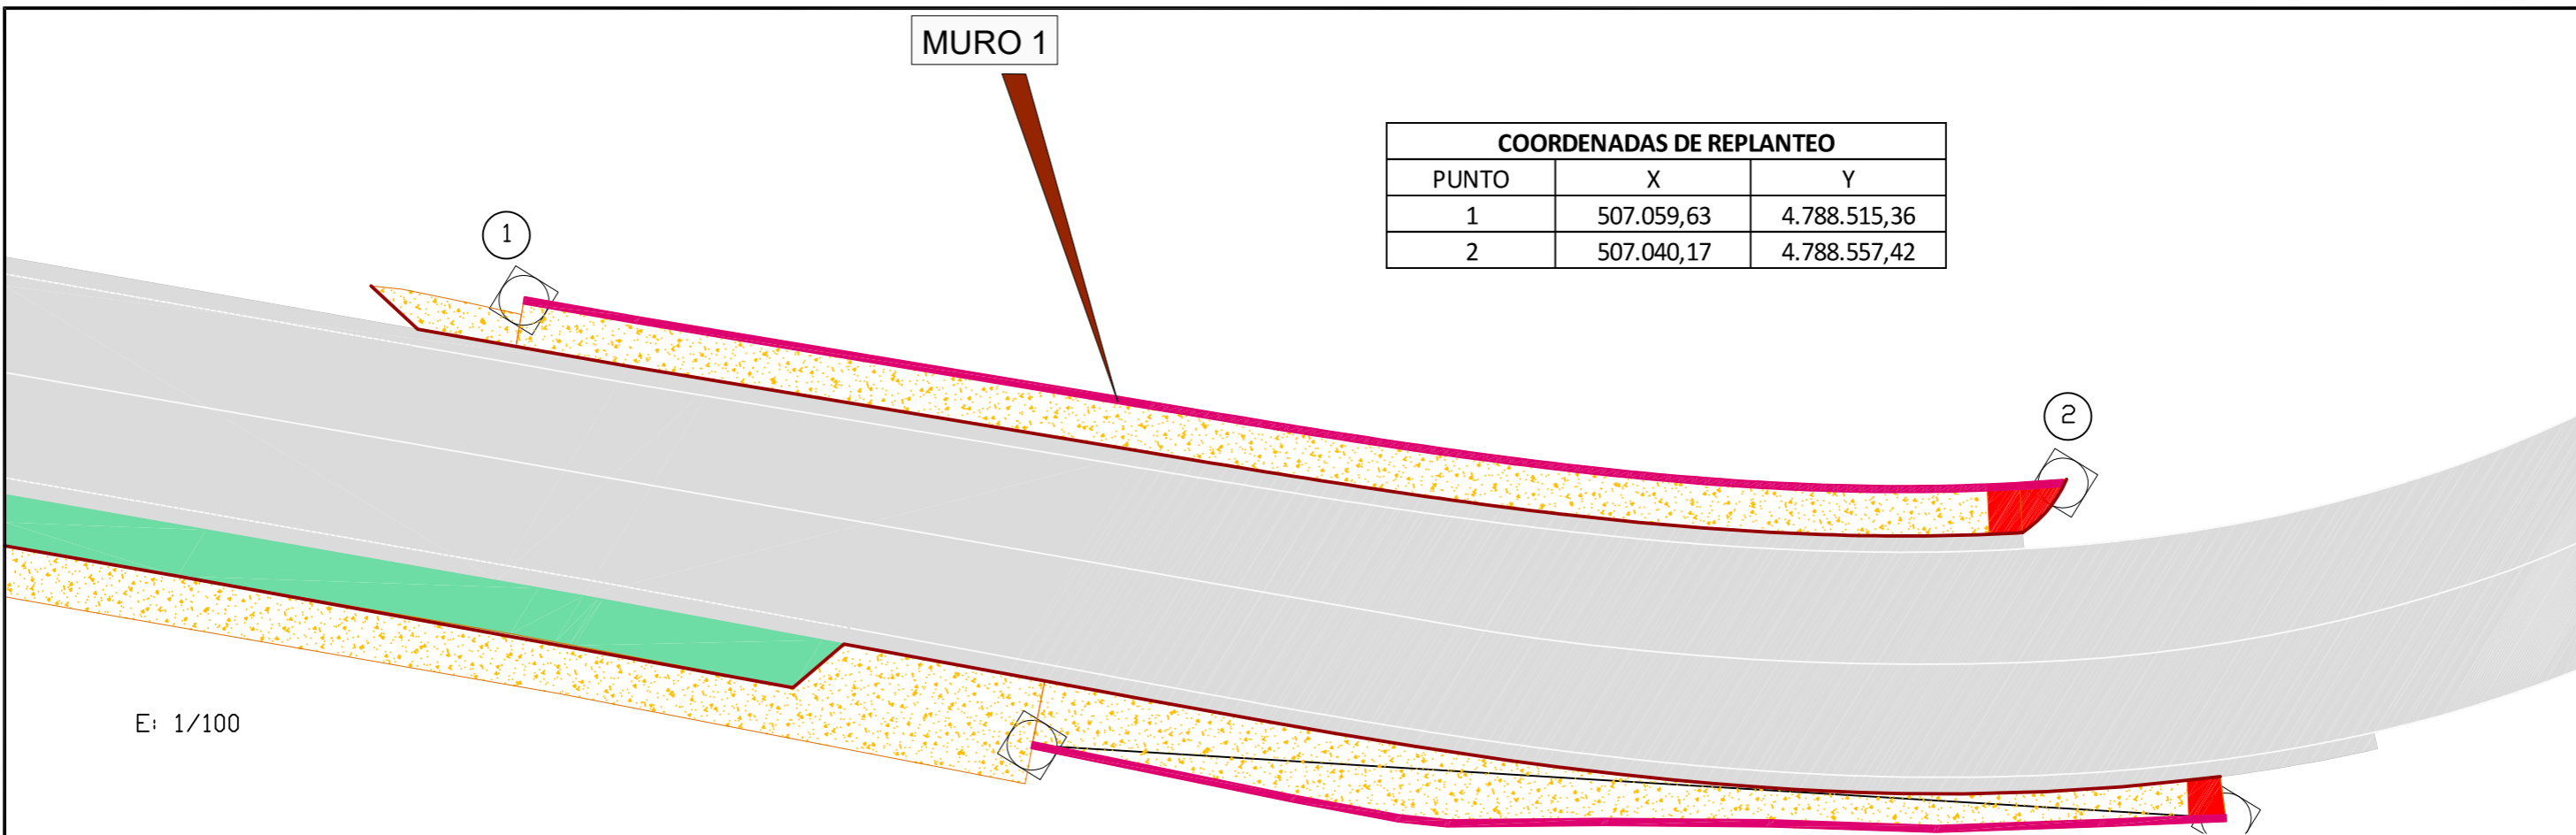 MURO 1
COORDENADAS DE REPLANTEO
PUNTO X Y
1 507.059,63 4.788.515,36
2 507.040,17 4.788.557,42
1
2
E: 1/100